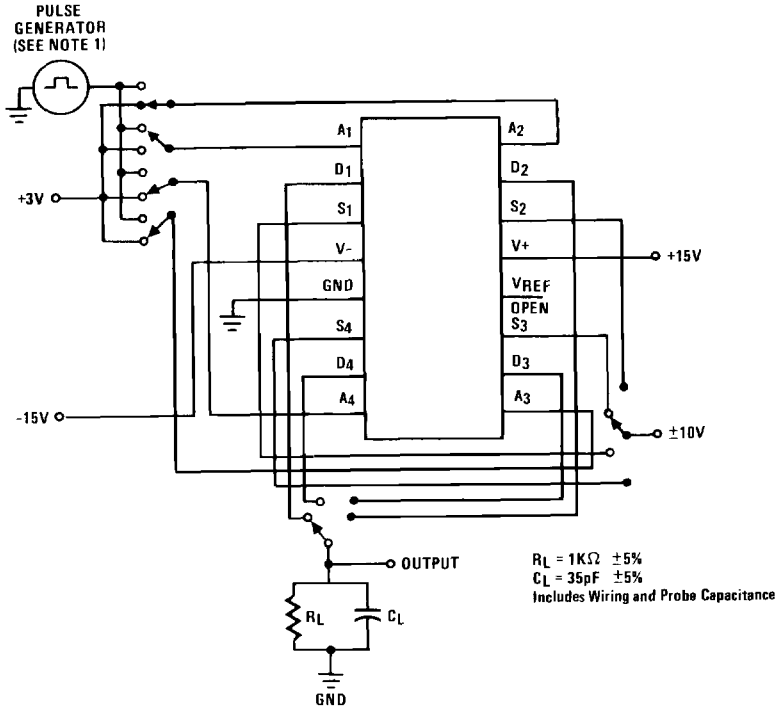 PULSE
GENERATOR
(SEE NOTE 1)
+3V
-15V
A1
D1
S1
V-
GND
S4
D4
A4
A2
D2
S2
V+
VREF
OPEN
S3
D3
A3
+15V
±10V
OUTPUT
RL
CL
GND
RL = 1KΩ ±5%
CL = 35pF ±5%
Includes Wiring and Probe Capacitance